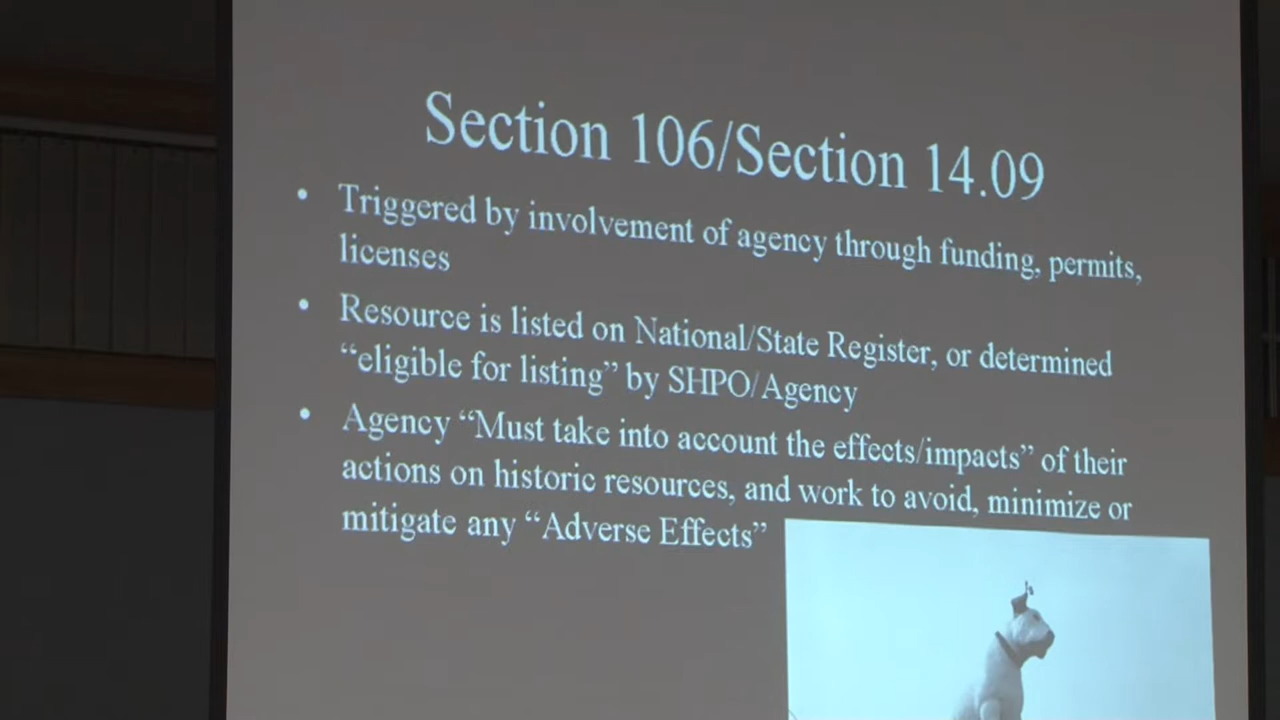 Section 106/Section 14.09
• Triggered by involvement of agency through funding, permits,
licenses
• Resource is listed on National/State Register, or determined
“eligible for listing” by SHPO/Agency
• Agency “Must take into account the effects/impacts” of their
actions on historic resources, and work to avoid, minimize or
mitigate any “Adverse Effects”